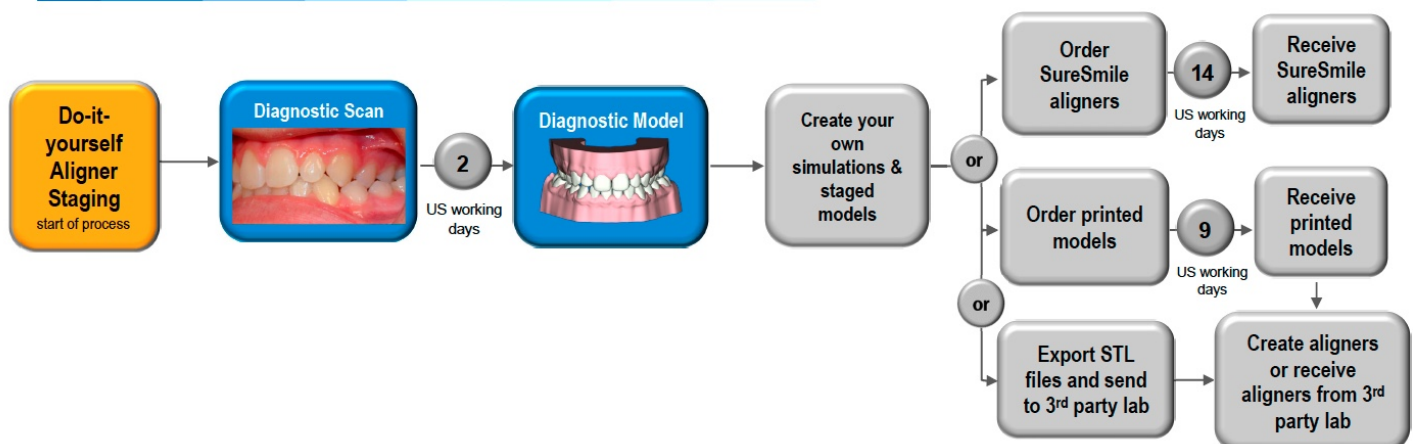 Do-it-
yourself
Aligner
Staging
start of process
Diagnostic Scan
2
US working
days
Diagnostic Model
Create your
own
simulations &
staged
models
or
or
Order
SureSmile
aligners
14
US working
days
Receive
SureSmile
aligners
Order printed
models
9
US working
days
Receive
printed
models
Export STL
files and send
to 3rd party lab
Create aligners
or receive
aligners from 3rd
party lab